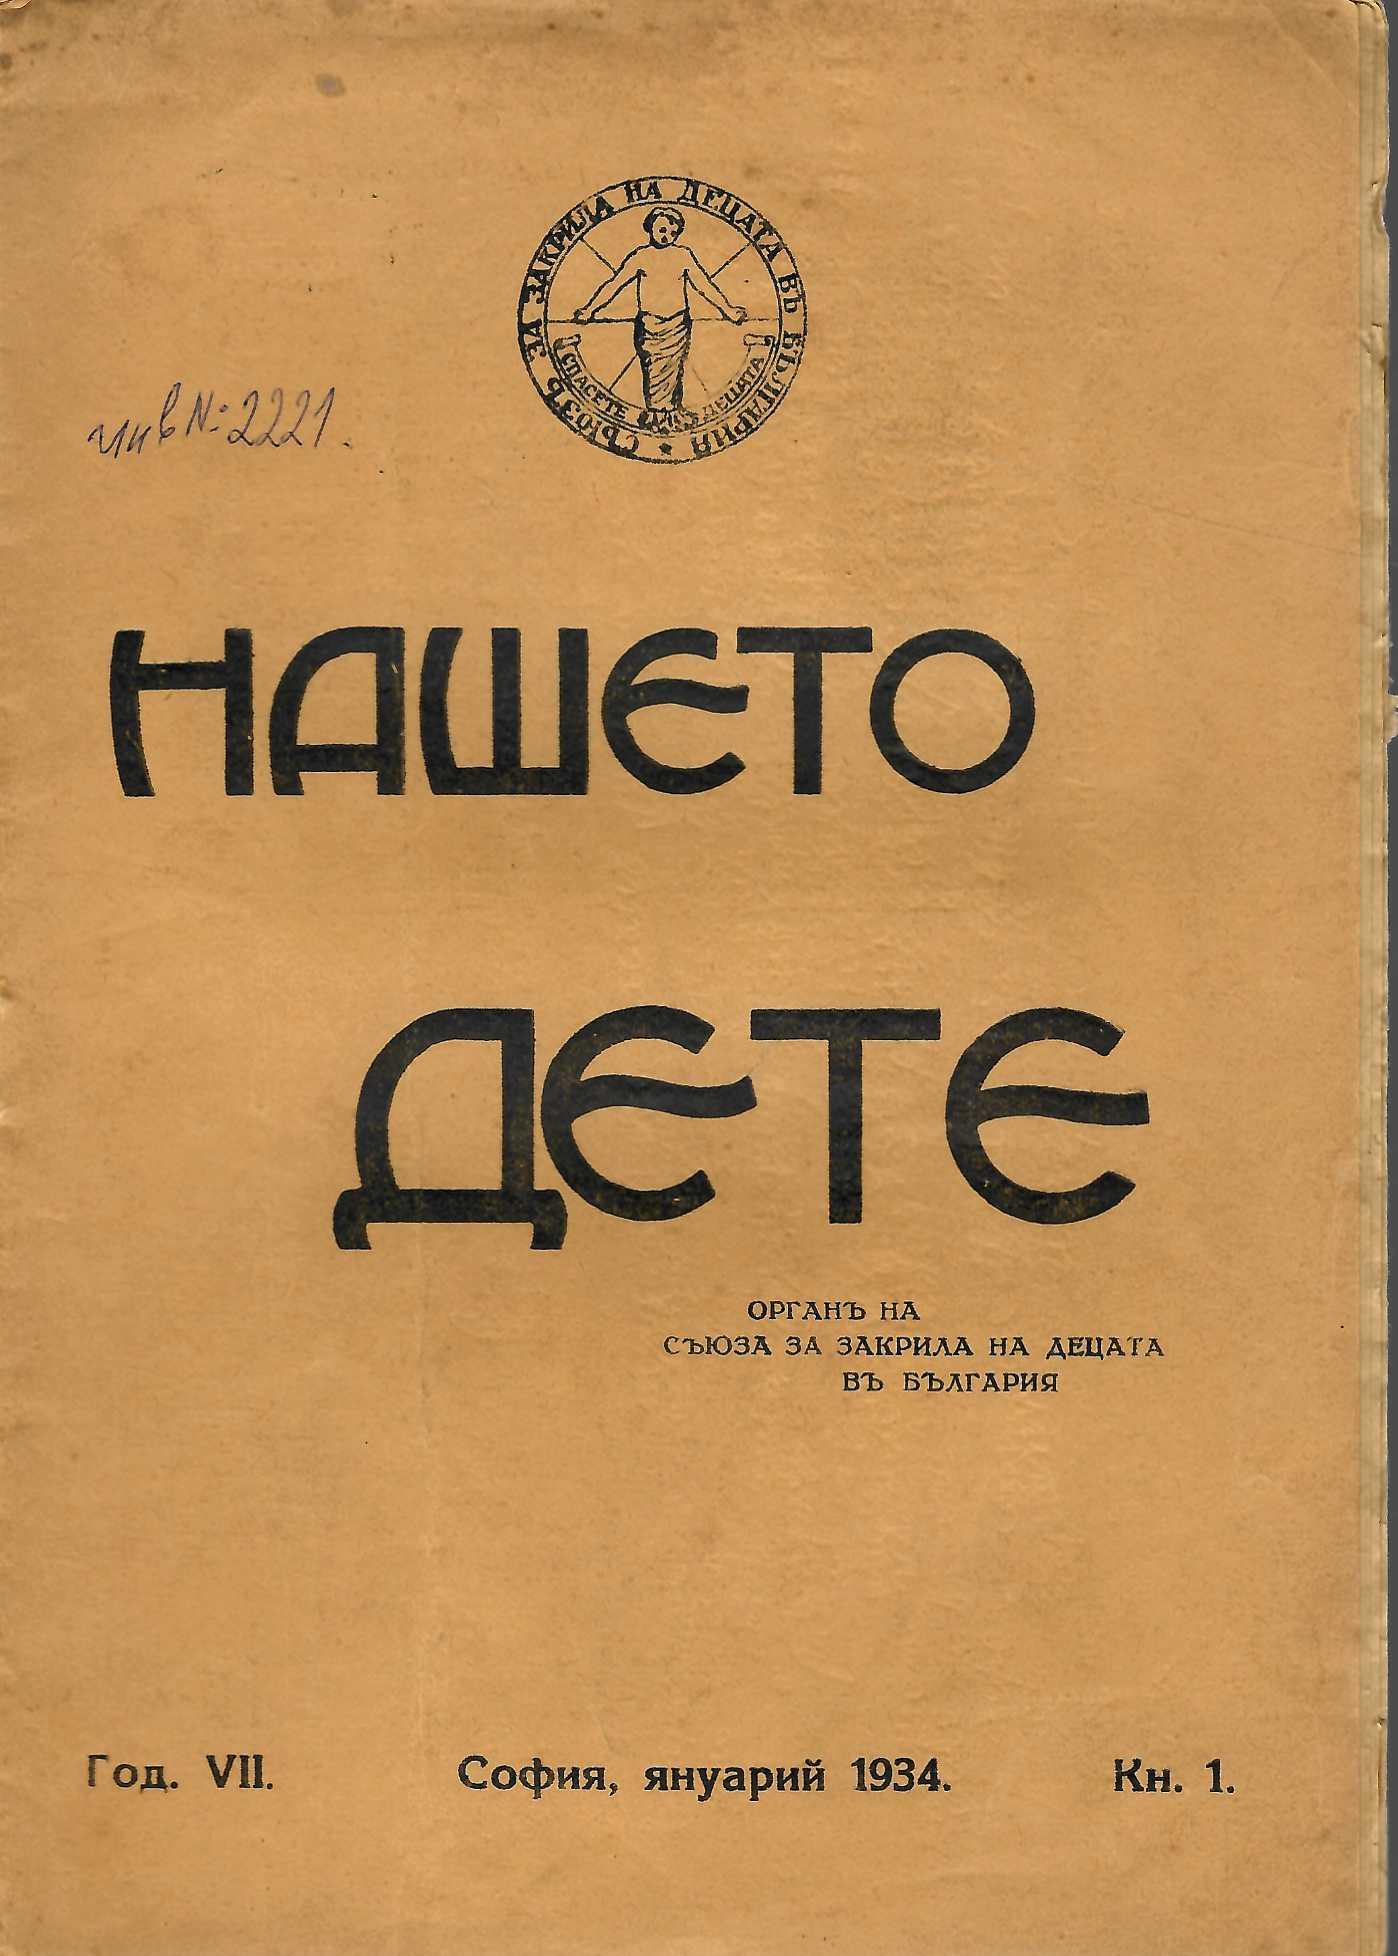 СЪЮЗЪ ЗА ЗАКРИЛА НА ДЕЦАТА ВЪ БЪЛГАРИЯ
СПАСЕТЕ ДЕЦАТА
инв №: 2221.
НАШЕТО
ДЕТЕ
ОРГАНЪ НА
СЪЮЗА ЗА ЗАКРИЛА НА ДЕЦАТА
ВЪ БЪЛГАРИЯ
Год. VII. София, януарий 1934. Кн. 1.